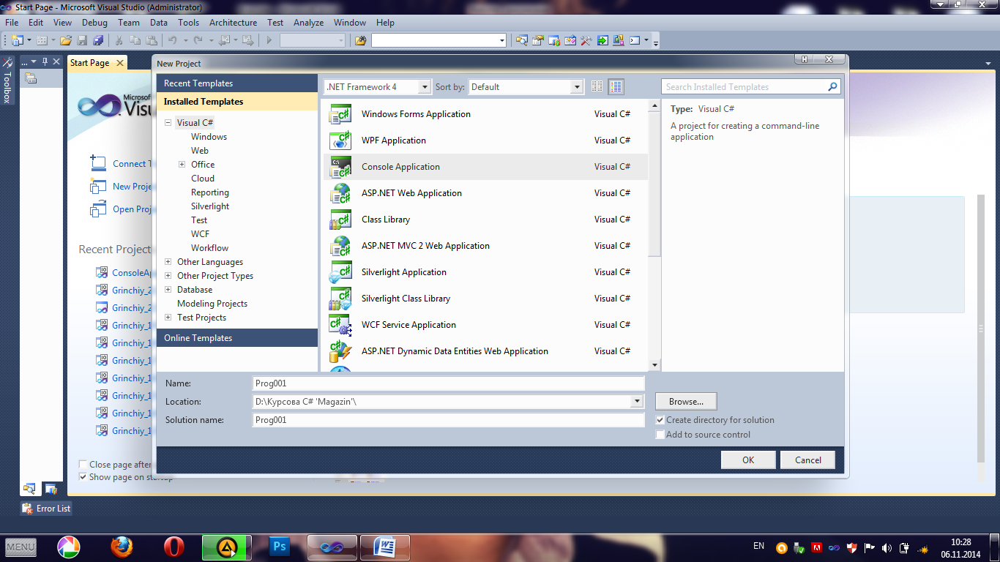 Start Page - Microsoft Visual Studio (Administrator)
File Edit View Debug Team Data Tools Architecture Test Analyze Window Help
Toolbox
...
Start Page
Microsoft
Visu
Connect T
New Proje
Open Proj
Recent Project
ConsoleAp
Grinchiy_2
Grinchiy_2
Grinchiy_1
Grinchiy_1
Grinchiy_1
Grinchiy_1
Grinchiy_1
Grinchiy_1
Grinchiy_1
Close page after
Show page on startup
New Project
Recent Templates
Installed Templates
Visual C#
Windows
Web
Office
Cloud
Reporting
Silverlight
Test
WCF
Workflow
Other Languages
Other Project Types
Database
Modeling Projects
Test Projects
Online Templates
.NET Framework 4 Sort by: Default
Windows Forms Application Visual C#
WPF Application Visual C#
Console Application Visual C#
ASP.NET Web Application Visual C#
Class Library Visual C#
ASP.NET MVC 2 Web Application Visual C#
Silverlight Application Visual C#
Silverlight Class Library Visual C#
WCF Service Application Visual C#
ASP.NET Dynamic Data Entities Web Application Visual C#
Search Installed Templates
Type: Visual C#
A project for creating a command-line
application
Name: Prog001
Location: D:\Курсова C# 'Magazin'\
Solution name: Prog001
Browse...
Create directory for solution
Add to source control
OK Cancel
Error List
MENU
Ps
W
EN
10:28
06.11.2014